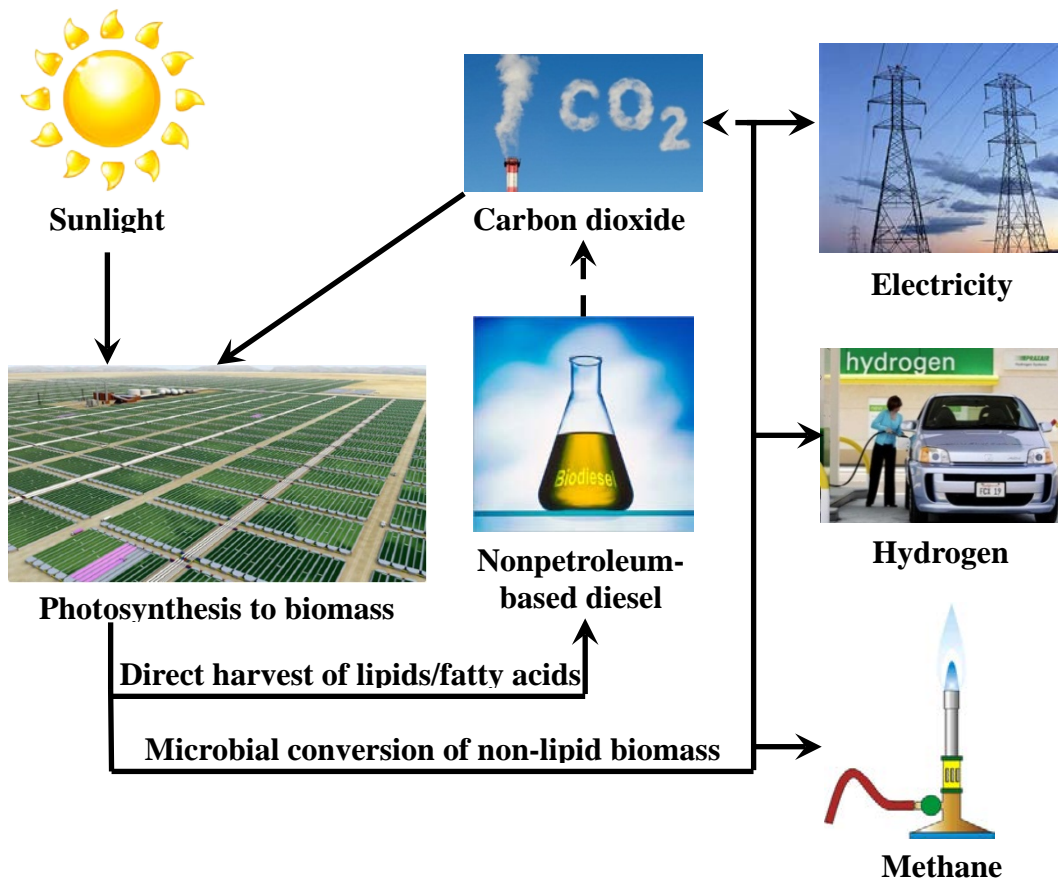 CO2
Sunlight
Carbon dioxide
Electricity
hydrogen
Biodiesel
Nonpetroleum-
based diesel
Hydrogen
Photosynthesis to biomass
Direct harvest of lipids/fatty acids
Microbial conversion of non-lipid biomass
Methane